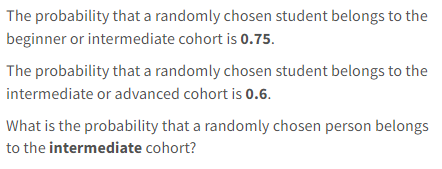 The probability that a randomly chosen student belongs to the
beginner or intermediate cohort is 0.75.
The probability that a randomly chosen student belongs to the
intermediate or advanced cohort is 0.6.
What is the probability that a randomly chosen person belongs
to the intermediate cohort?